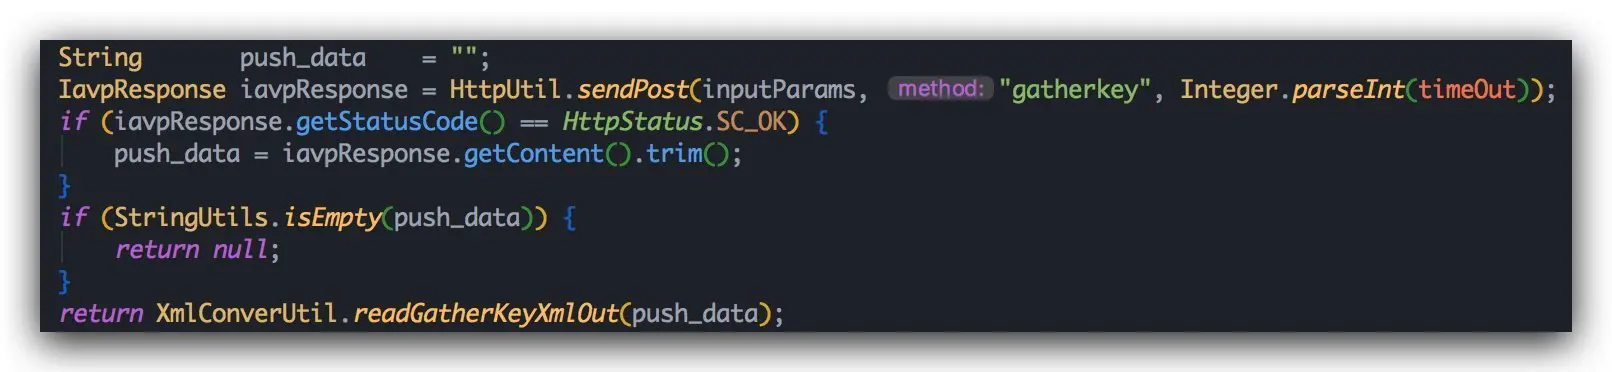 String       push_data    = "";
IavpResponse iavpResponse = HttpUtil.sendPost(inputParams, method: "gatherkey", Integer.parseInt(timeOut));
if (iavpResponse.getStatusCode() == HttpStatus.SC_OK) {
    push_data = iavpResponse.getContent().trim();
}
if (StringUtils.isEmpty(push_data)) {
    return null;
}
return XmlConverUtil.readGatherKeyXmlOut(push_data);